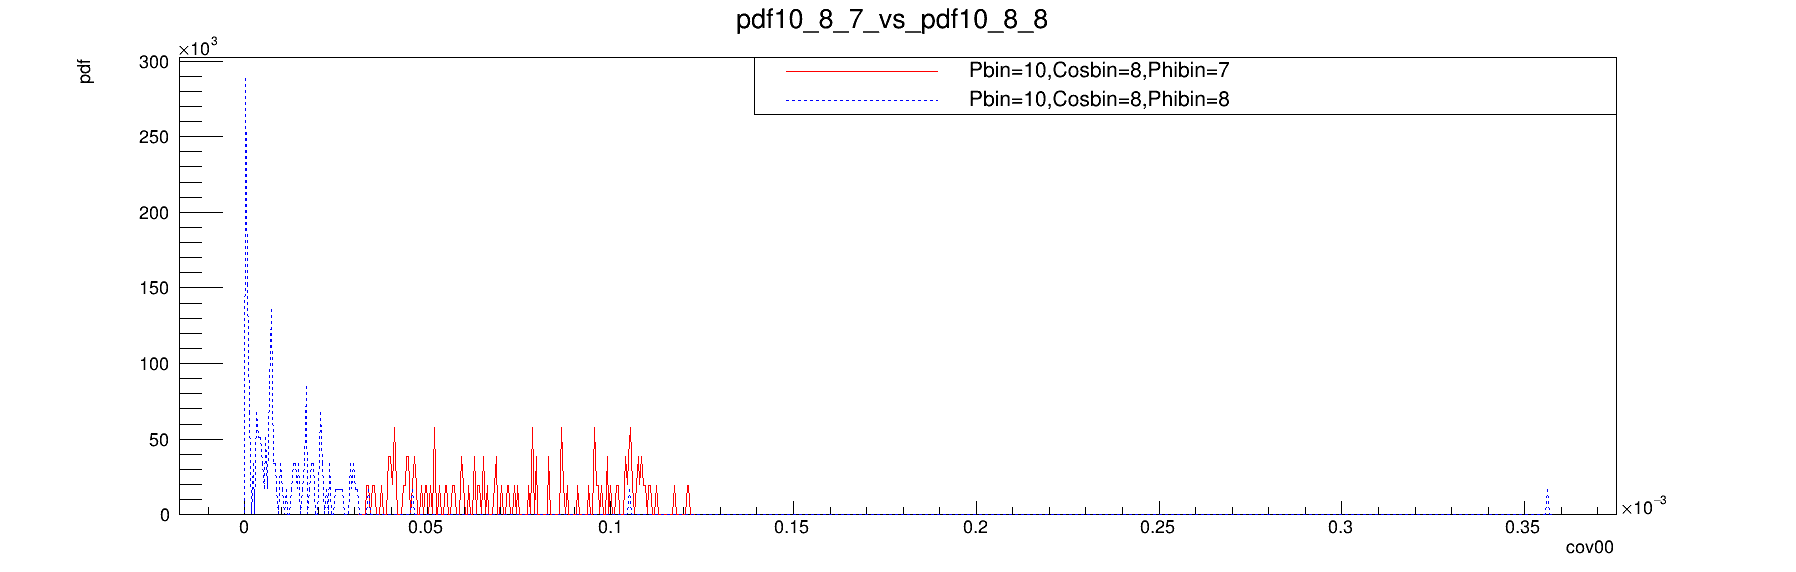 pdf10_8_7_vs_pdf10_8_8
×10³
pdf
300
250
200
150
100
50
0
Pbin=10,Cosbin=8,Phibin=7
Pbin=10,Cosbin=8,Phibin=8
0 0.05 0.1 0.15 0.2 0.25 0.3 0.35
×10⁻³
cov00